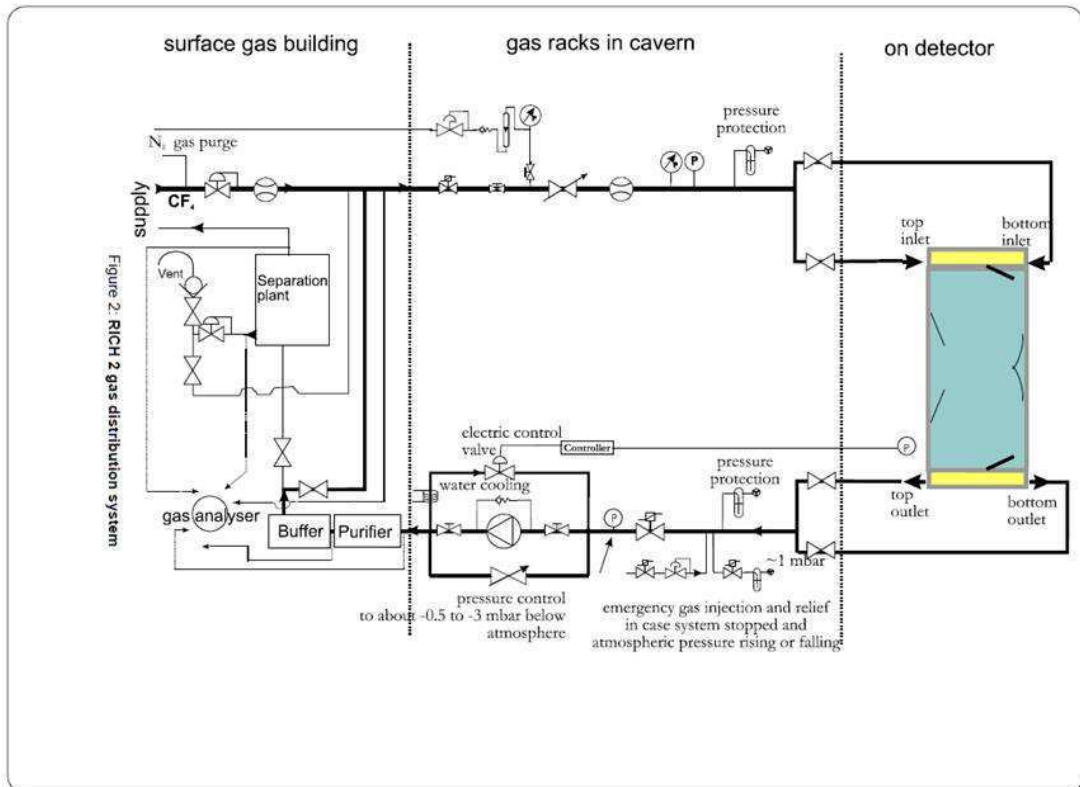 surface gas building
gas racks in cavern
on detector
N₂ gas purge
supply
CF₄
pressure
protection
P
top
inlet
bottom
inlet
Vent
Separation
plant
Figure 2: RICH 2 gas distribution system
electric control
valve
Controller
P
water cooling
pressure
protection
P
top
outlet
bottom
outlet
gas analyser
Buffer
Purifier
~1 mbar
pressure control
to about -0.5 to -3 mbar below
atmosphere
emergency gas injection and relief
in case system stopped and
atmospheric pressure rising or falling